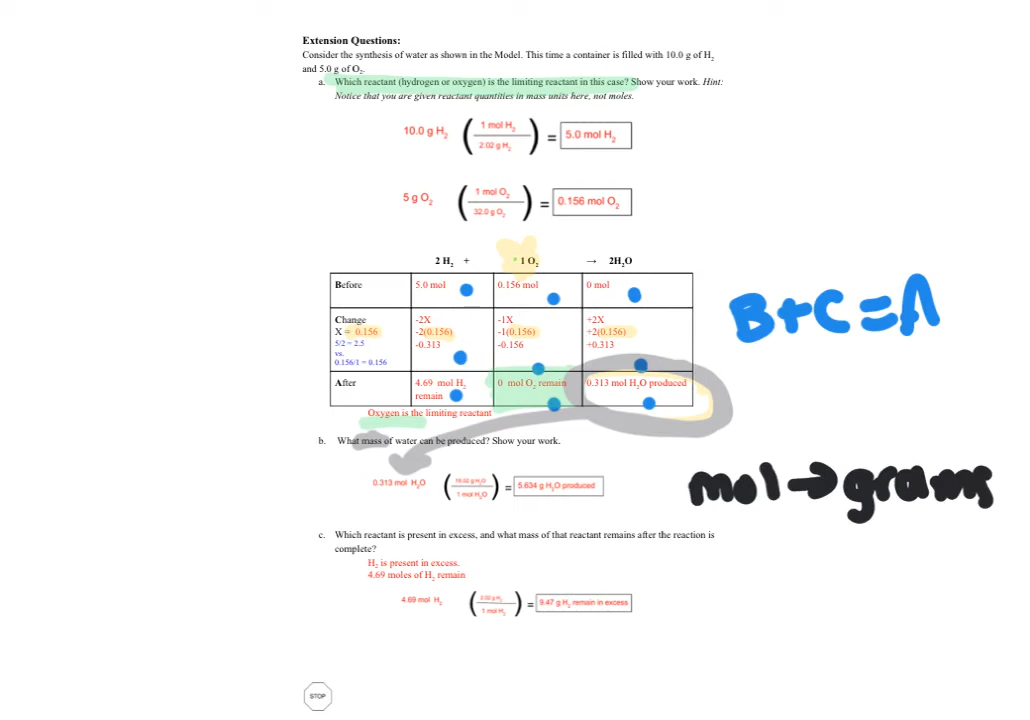 Extension Questions:
Consider the synthesis of water as shown in the Model. This time a container is filled with 10.0 g of H₂
and 5.0 g of O₂.
a. Which reactant (hydrogen or oxygen) is the limiting reactant in this case? Show your work. Hint:
Notice that you are given reactant quantities in mass units here, not moles.
10.0 g H₂ ( 1 mol H₂ / 2.02 g H₂ ) = 5.0 mol H₂
5 g O₂ ( 1 mol O₂ / 32.0 g O₂ ) = 0.156 mol O₂
2 H₂ + * 1 O₂ → 2H₂O
Before 5.0 mol 0.156 mol 0 mol
Change -2X -1X +2X
X = 0.156 -2(0.156) -1(0.156) +2(0.156)
5/2 = 2.5 -0.313 -0.156 +0.313
vs.
0.156/1 = 0.156
After 4.69 mol H₂ 0 mol O₂ remain 0.313 mol H₂O produced
remain
Oxygen is the limiting reactant
B+C=A
b. What mass of water can be produced? Show your work.
0.313 mol H₂O ( 18.02 g H₂O / 1 mol H₂O ) = 5.634 g H₂O produced
mol→grams
c. Which reactant is present in excess, and what mass of that reactant remains after the reaction is
complete?
H₂ is present in excess.
4.69 moles of H₂ remain
4.69 mol H₂ ( 2.02 g H₂ / 1 mol H₂ ) = 9.47 g H₂ remain in excess
STOP